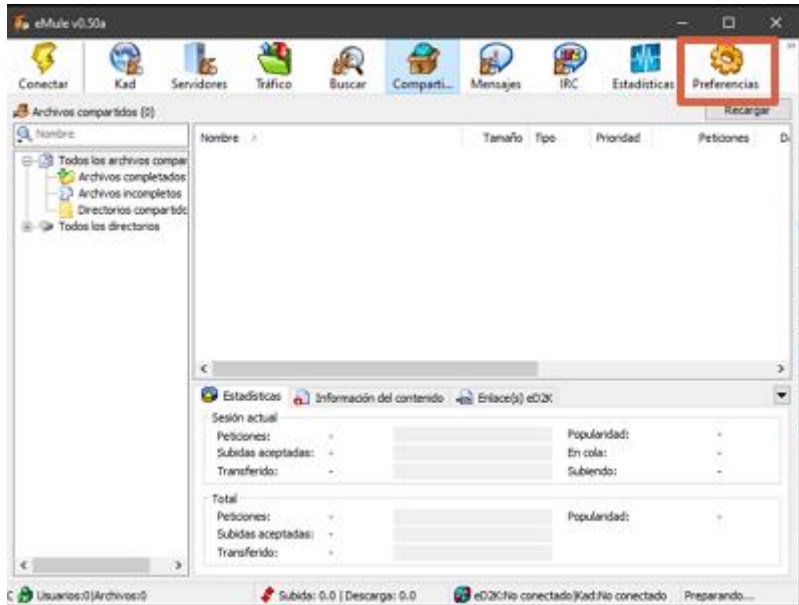 eMule v0.50a
Conectar Kad Servidores Tráfico Buscar Comparti... Mensajes IRC Estadísticas Preferencias
Archivos compartidos (0) Recargar
Nombre
Nombre Tamaño Tipo Prioridad Peticiones
Todos los archivos compar
Archivos completados
Archivos incompletos
Directorios compartido
Todos los directorios
Estadísticas Información del contenido Enlace(s) eD2K
Sesión actual
Peticiones: - Popularidad: -
Subidas aceptadas: - En cola: -
Transferido: - Subiendo: -
Total
Peticiones: - Popularidad: -
Subidas aceptadas: -
Transferido: -
Usuarios:0|Archivos:0 Subida: 0.0 | Descarga: 0.0 eD2K:No conectado|Kad:No conectado Preparando...